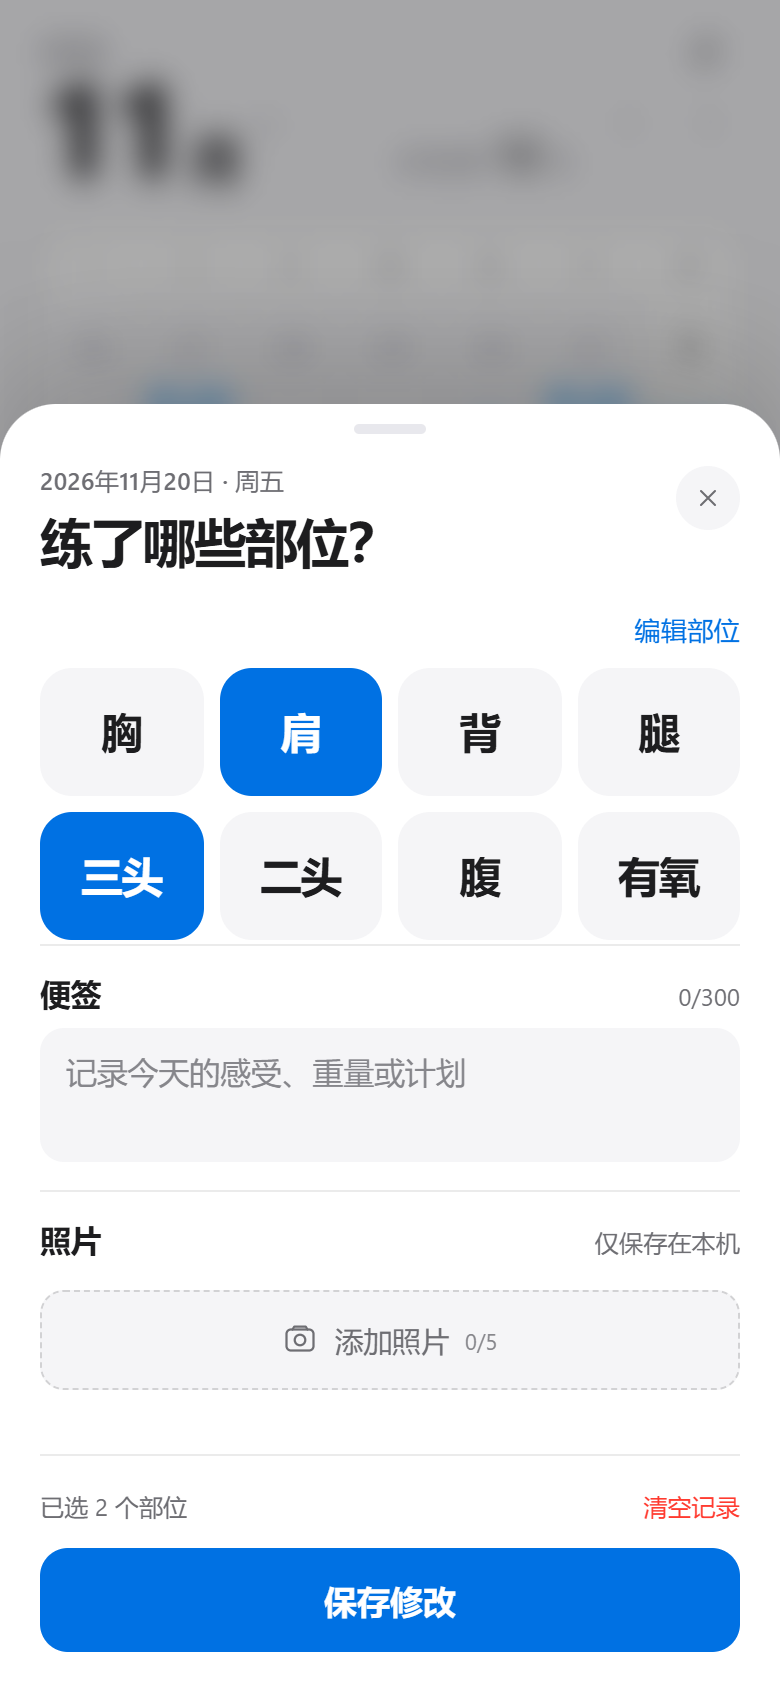 11月
2026年11月20日 · 周五
练了哪些部位?
编辑部位
胸 肩 背 腿
三头 二头 腹 有氧
便签 0/300
记录今天的感受、重量或计划
照片 仅保存在本机
添加照片 0/5
已选 2 个部位 清空记录
保存修改